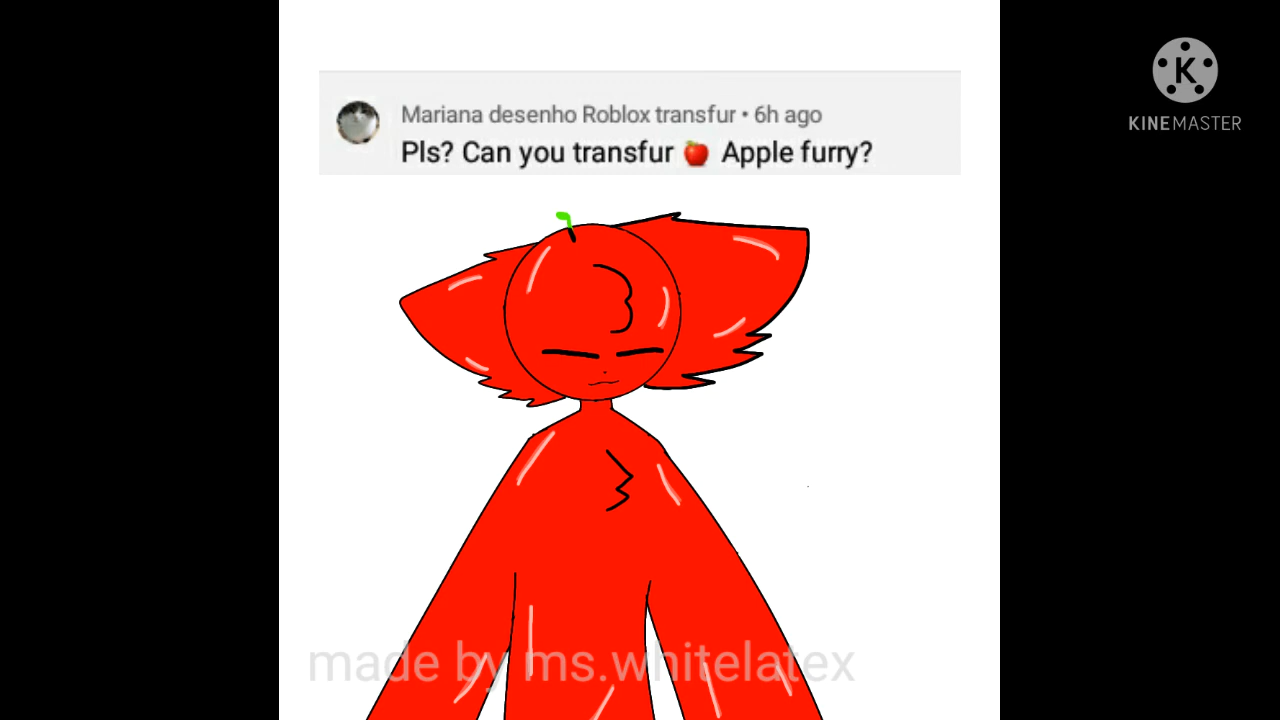 KINEMASTER
Mariana desenho Roblox transfur • 6h ago
Pls? Can you transfur 🍎 Apple furry?
made by ms.whitelatex